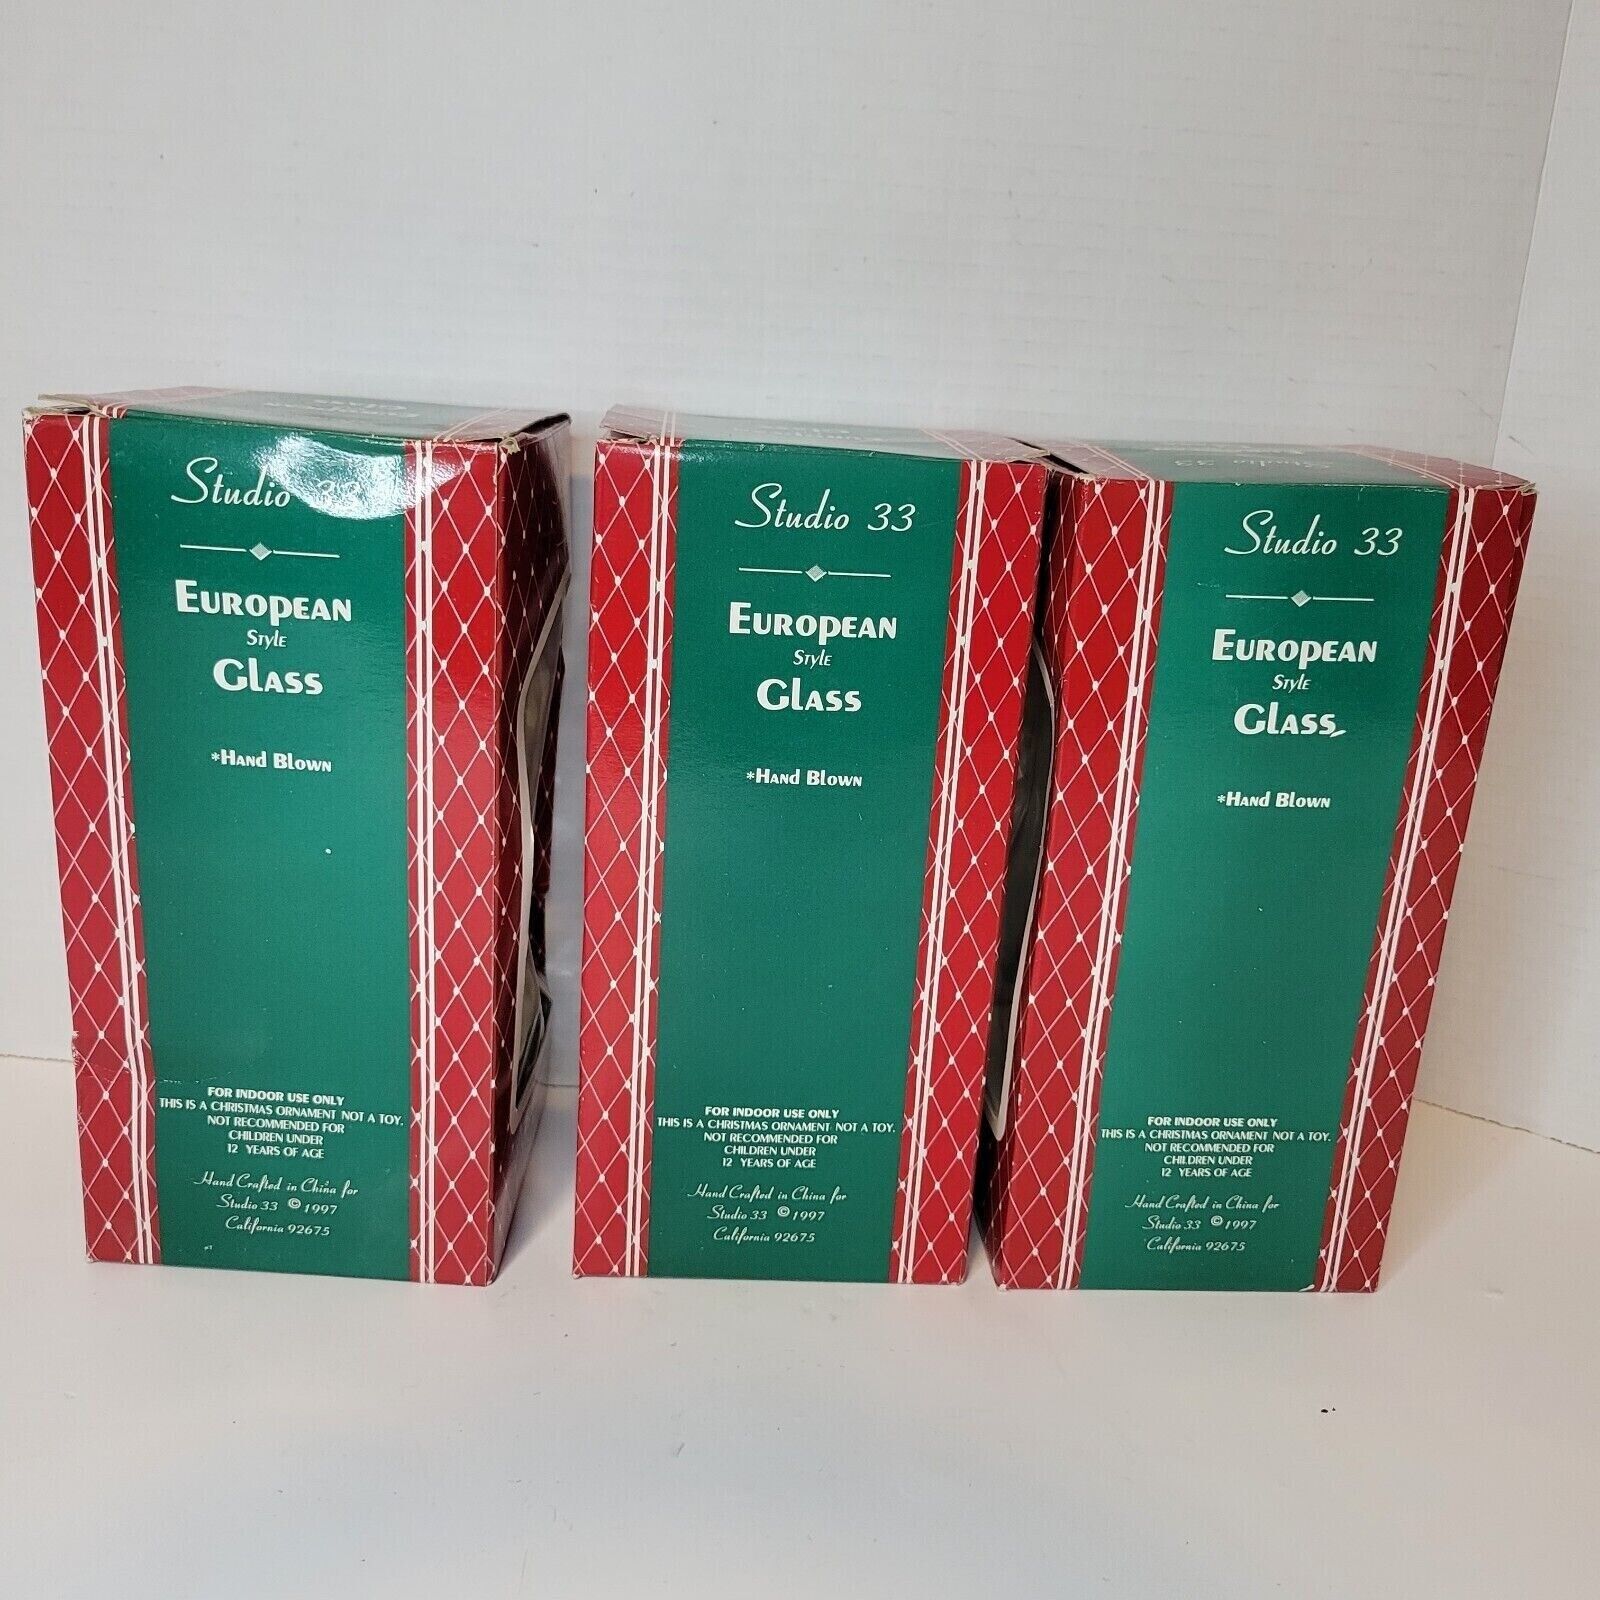 Studio 33
European
Style
Glass
*Hand Blown
FOR INDOOR USE ONLY
THIS IS A CHRISTMAS ORNAMENT NOT A TOY.
NOT RECOMMENDED FOR
CHILDREN UNDER
12 YEARS OF AGE
Hand Crafted in China for
Studio 33 © 1997
California 92675
Studio 33
European
Style
Glass
*Hand Blown
FOR INDOOR USE ONLY
THIS IS A CHRISTMAS ORNAMENT NOT A TOY.
NOT RECOMMENDED FOR
CHILDREN UNDER
12 YEARS OF AGE
Hand Crafted in China for
Studio 33 © 1997
California 92675
Studio 33
Studio 33
European
Style
Glass
*Hand Blown
FOR INDOOR USE ONLY
THIS IS A CHRISTMAS ORNAMENT NOT A TOY.
NOT RECOMMENDED FOR
CHILDREN UNDER
12 YEARS OF AGE
Hand Crafted in China for
Studio 33 © 1997
California 92675